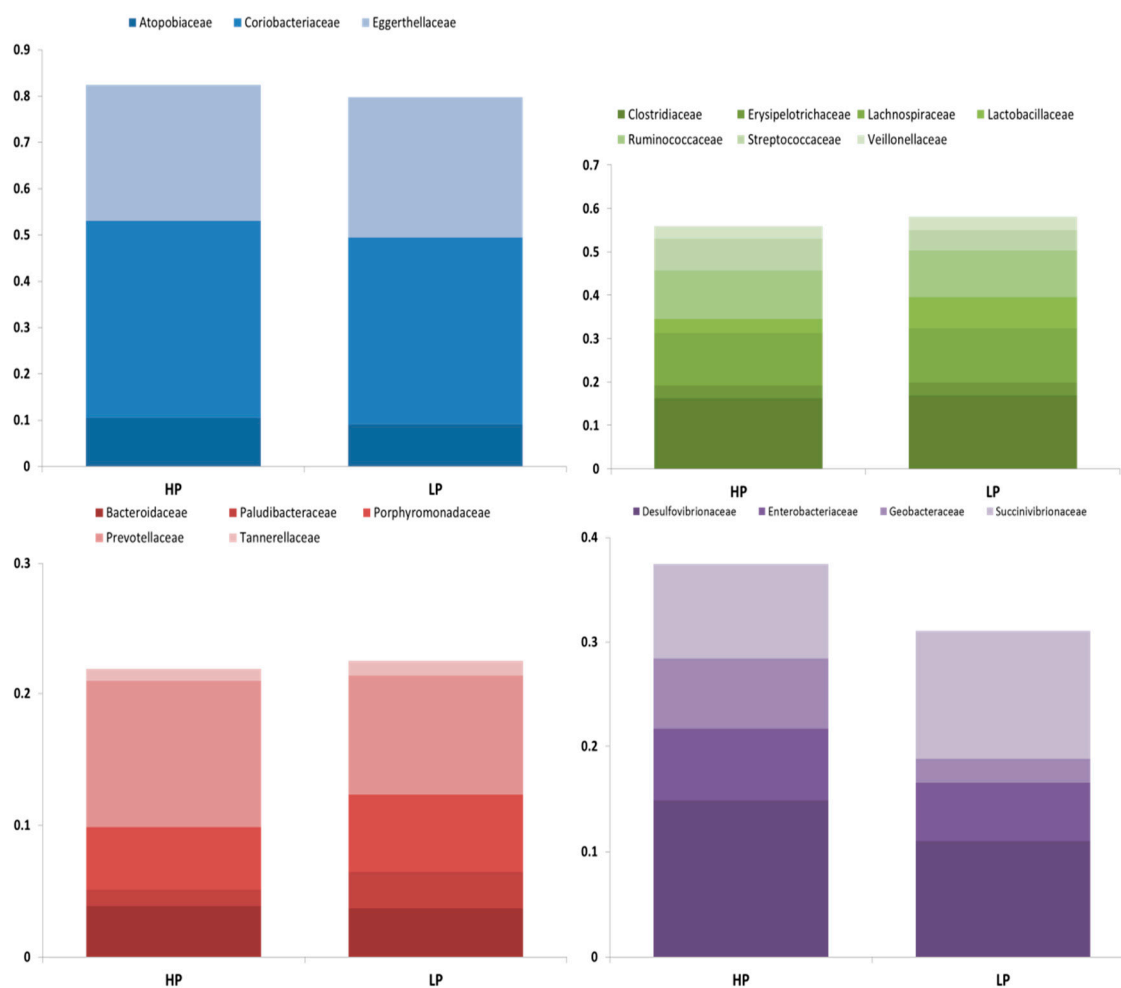 Atopobiaceae Coriobacteriaceae Eggerthellaceae
0.9
0.8
0.7
0.6
0.5
0.4
0.3
0.2
0.1
0
HP LP
Clostridiaceae Erysipelotrichaceae Lachnospiraceae Lactobacillaceae
Ruminococcaceae Streptococcaceae Veillonellaceae
0.7
0.6
0.5
0.4
0.3
0.2
0.1
0
HP LP
Bacteroidaceae Paludibacteraceae Porphyromonadaceae
Prevotellaceae Tannerellaceae
0.3
0.2
0.1
0
HP LP
Desulfovibrionaceae Enterobacteriaceae Geobacteraceae Succinivibrionaceae
0.4
0.3
0.2
0.1
0
HP LP